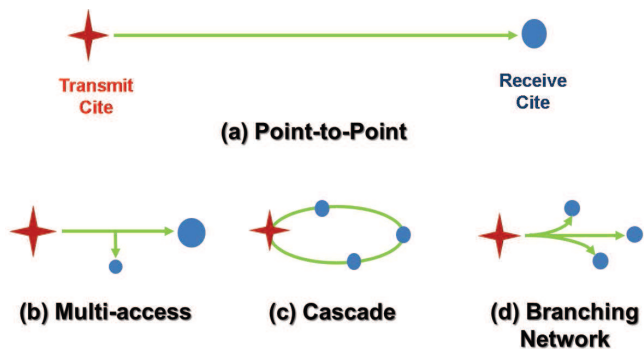 Transmit
Cite
Receive
Cite
(a) Point-to-Point
(b) Multi-access
(c) Cascade
(d) Branching
Network